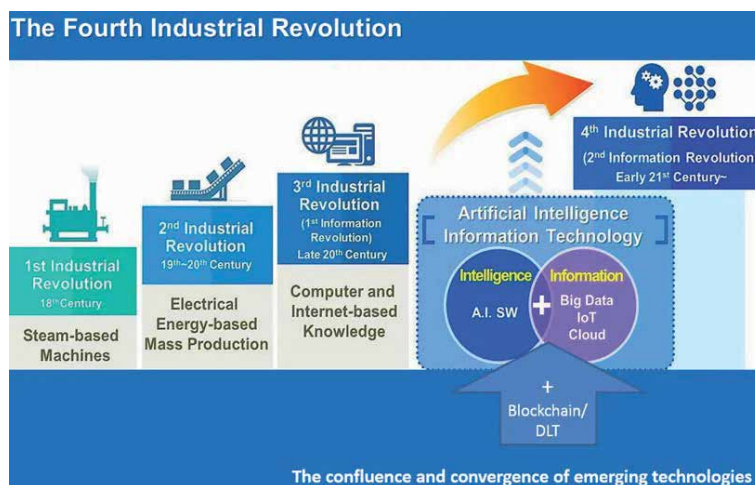 The Fourth Industrial Revolution
1st Industrial
Revolution
18th Century
Steam-based
Machines
2nd Industrial
Revolution
19th~20th Century
Electrical
Energy-based
Mass Production
3rd Industrial
Revolution
(1st Information
Revolution)
Late 20th Century
Computer and
Internet-based
Knowledge
4th Industrial Revolution
(2nd Information Revolution)
Early 21st Century~
Artificial Intelligence
Information Technology
Intelligence
A.I. SW
+
Information
Big Data
IoT
Cloud
+
Blockchain/
DLT
The confluence and convergence of emerging technologies